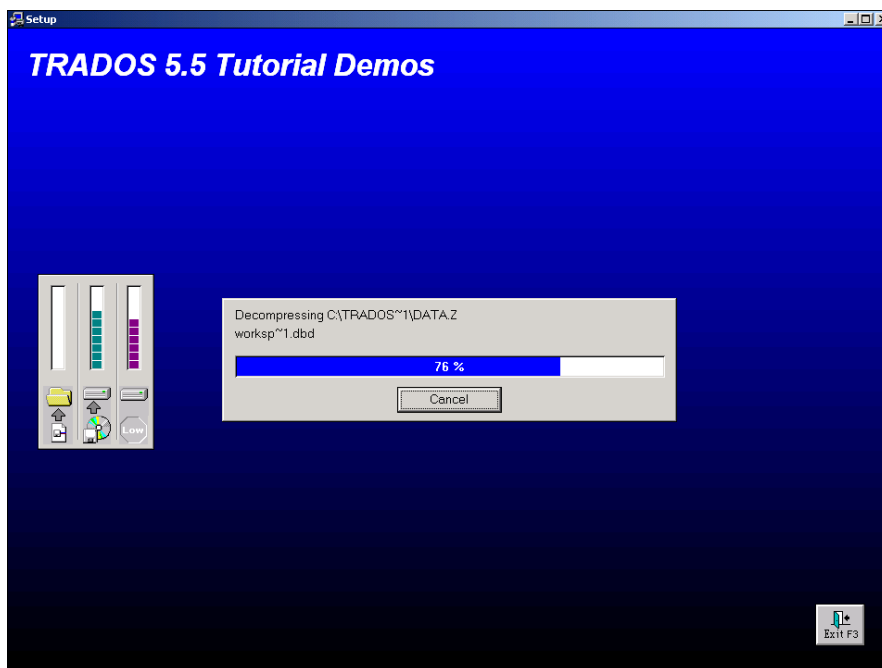 Setup
TRADOS 5.5 Tutorial Demos
Decompressing C:\TRADOS~1\DATA.Z
worksp~1.dbd
76 %
Cancel
Low
Exit F3